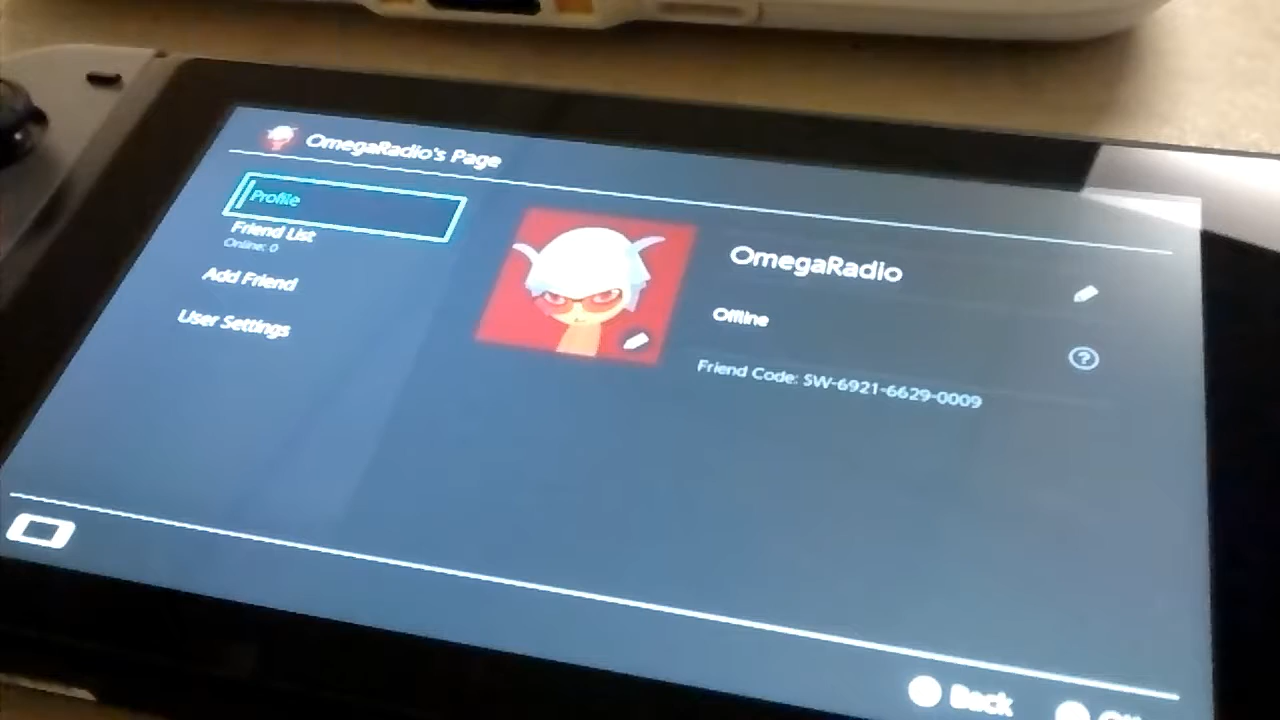 OmegaRadio's Page
Profile
Friend List
Online: 0
Add Friend
User Settings
OmegaRadio
Offline
Friend Code: SW-6921-6629-0009
Back